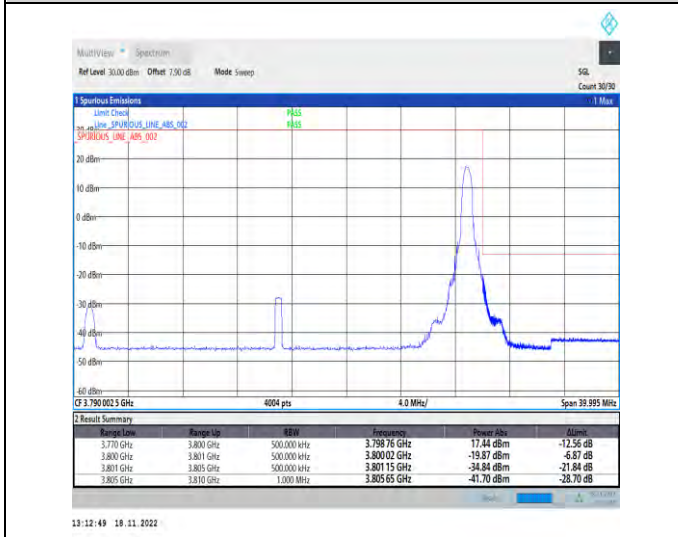 MultiView Spectrum
Ref Level 30.00 dBm Offset 7.90 dB Mode Sweep SGL
Count 30/30
1 Spurious Emissions 1 Max
Limit Check PASS
Line _SPURIOUS_LINE_ABS_002 PASS
_SPURIOUS_LINE_ABS_002
20 dBm
10 dBm
0 dBm
-10 dBm
-20 dBm
-30 dBm
-40 dBm
-50 dBm
-60 dBm
CF 3.790 002 5 GHz 4004 pts 4.0 MHz/ Span 39.995 MHz
2 Result Summary
Range Low Range Up RBW Frequency Power Abs ΔLimit
3.770 GHz 3.800 GHz 500.000 kHz 3.798 76 GHz 17.44 dBm -12.56 dB
3.800 GHz 3.801 GHz 500.000 kHz 3.800 02 GHz -19.87 dBm -6.87 dB
3.801 GHz 3.805 GHz 500.000 kHz 3.801 15 GHz -34.84 dBm -21.84 dB
3.805 GHz 3.810 GHz 1.000 MHz 3.805 65 GHz -41.70 dBm -28.70 dB
13:12:49 18.11.2022